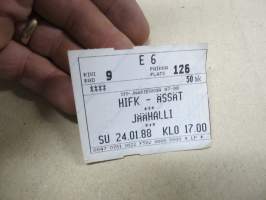 E 6
RIVI 9 PAIKKA 126
RAD PLATS 50 mk
****
HIFK - ÄSSÄT
***
JÄÄHALLI
***
SU 24.01.88 KLO 17.00